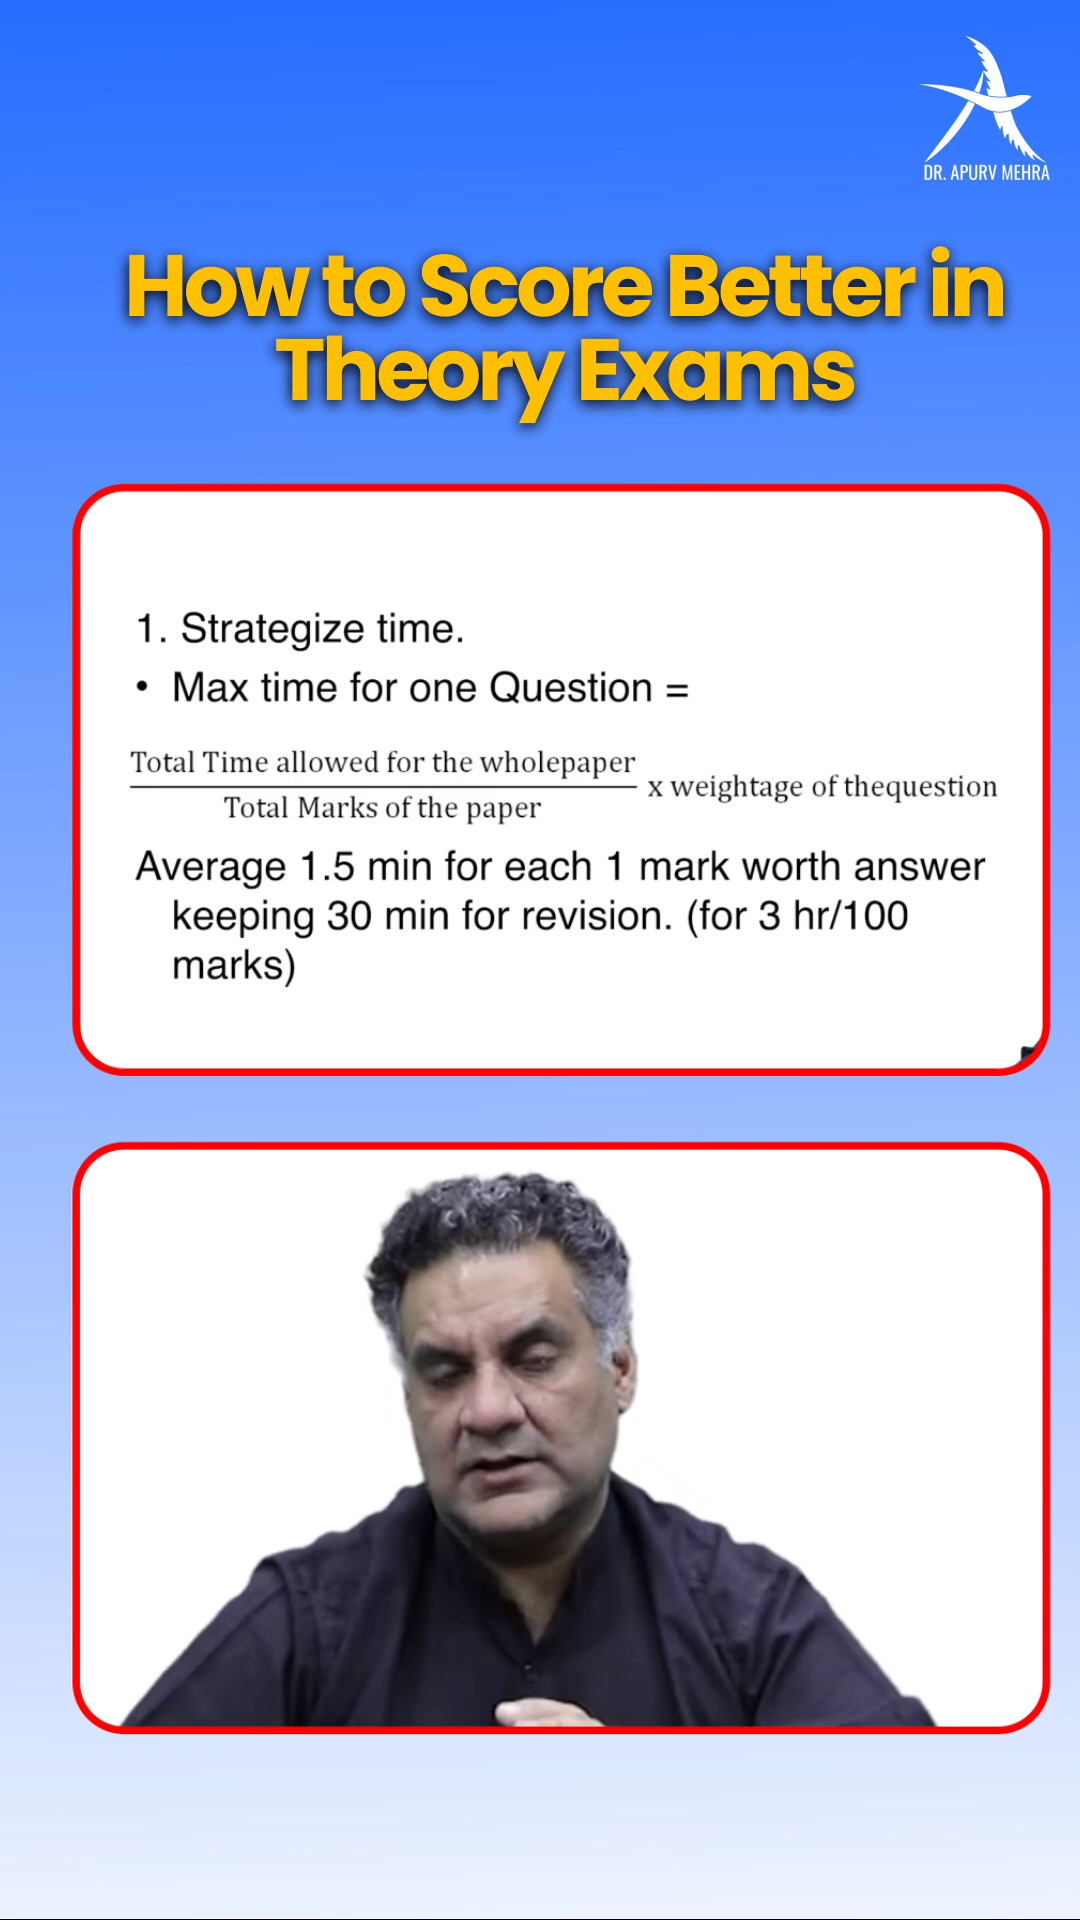 DR. APURV MEHRA
How to Score Better in
Theory Exams
1. Strategize time.
• Max time for one Question =
Total Time allowed for the wholepaper
Total Marks of the paper
x weightage of thequestion
Average 1.5 min for each 1 mark worth answer
keeping 30 min for revision. (for 3 hr/100
marks)